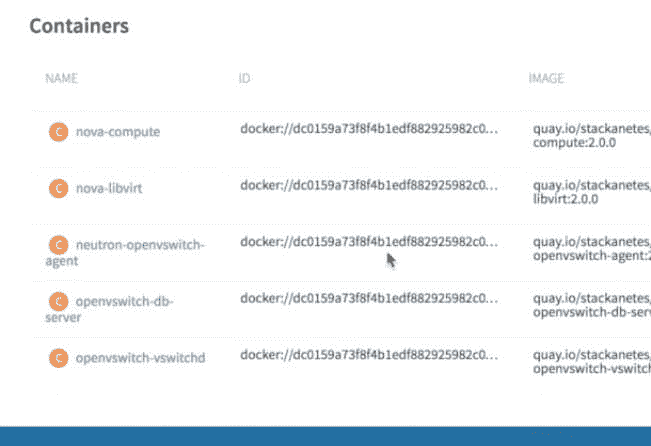 Containers
NAME ID IMAGE
C nova-compute docker://dc0159a73f8f4b1edf882925982c0... quay.io/stackanetes/
compute:2.0.0
C nova-libvirt docker://dc0159a73f8f4b1edf882925982c0... quay.io/stackanetes/
libvirt:2.0.0
C neutron-openvswitch- docker://dc0159a73f8f4b1edf882925982c0... quay.io/stackanetes/
agent openvswitch-agent:2
C openvswitch-db- docker://dc0159a73f8f4b1edf882925982c0... quay.io/stackanetes/
server openvswitch-db-serv
C openvswitch-vswitchd docker://dc0159a73f8f4b1edf882925982c0... quay.io/stackanetes/
openvswitch-vswitch